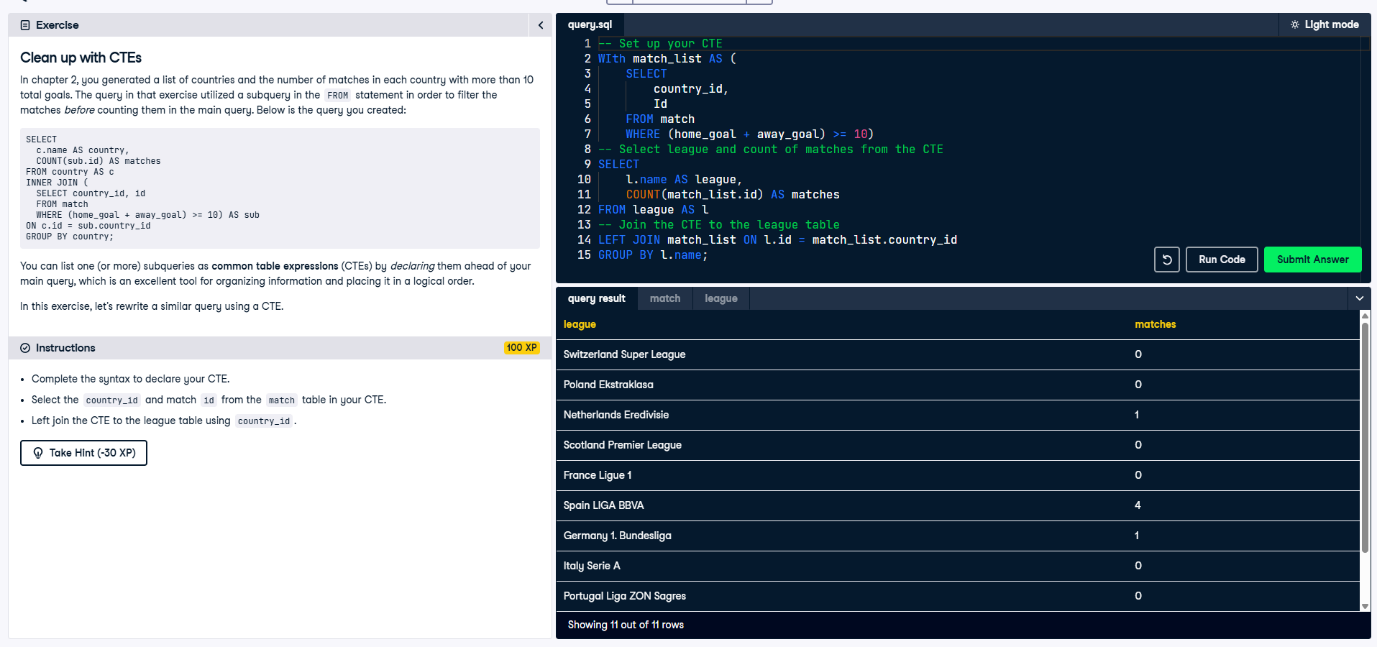 Exercise
Clean up with CTEs
In chapter 2, you generated a list of countries and the number of matches in each country with more than 10
total goals. The query in that exercise utilized a subquery in the FROM statement in order to filter the
matches before counting them in the main query. Below is the query you created:
SELECT
c.name AS country,
COUNT(sub.id) AS matches
FROM country AS c
INNER JOIN (
SELECT country_id, id
FROM match
WHERE (home_goal + away_goal) >= 10) AS sub
ON c.id = sub.country_id
GROUP BY country;
You can list one (or more) subqueries as common table expressions (CTEs) by declaring them ahead of your
main query, which is an excellent tool for organizing information and placing it in a logical order.
In this exercise, let's rewrite a similar query using a CTE.
Instructions
100 XP
• Complete the syntax to declare your CTE.
• Select the country_id and match id from the match table in your CTE.
• Left join the CTE to the league table using country_id .
Take Hint (-30 XP)
query.sql
Light mode
1 -- Set up your CTE
2 WIth match_list AS (
3 SELECT
4 country_id,
5 Id
6 FROM match
7 WHERE (home_goal + away_goal) >= 10)
8 -- Select league and count of matches from the CTE
9 SELECT
10 l.name AS league,
11 COUNT(match_list.id) AS matches
12 FROM league AS l
13 -- Join the CTE to the league table
14 LEFT JOIN match_list ON l.id = match_list.country_id
15 GROUP BY l.name;
Run Code
Submit Answer
query result match league
league matches
Switzerland Super League 0
Poland Ekstraklasa 0
Netherlands Eredivisie 1
Scotland Premier League 0
France Ligue 1 0
Spain LIGA BBVA 4
Germany 1. Bundesliga 1
Italy Serie A 0
Portugal Liga ZON Sagres 0
Showing 11 out of 11 rows